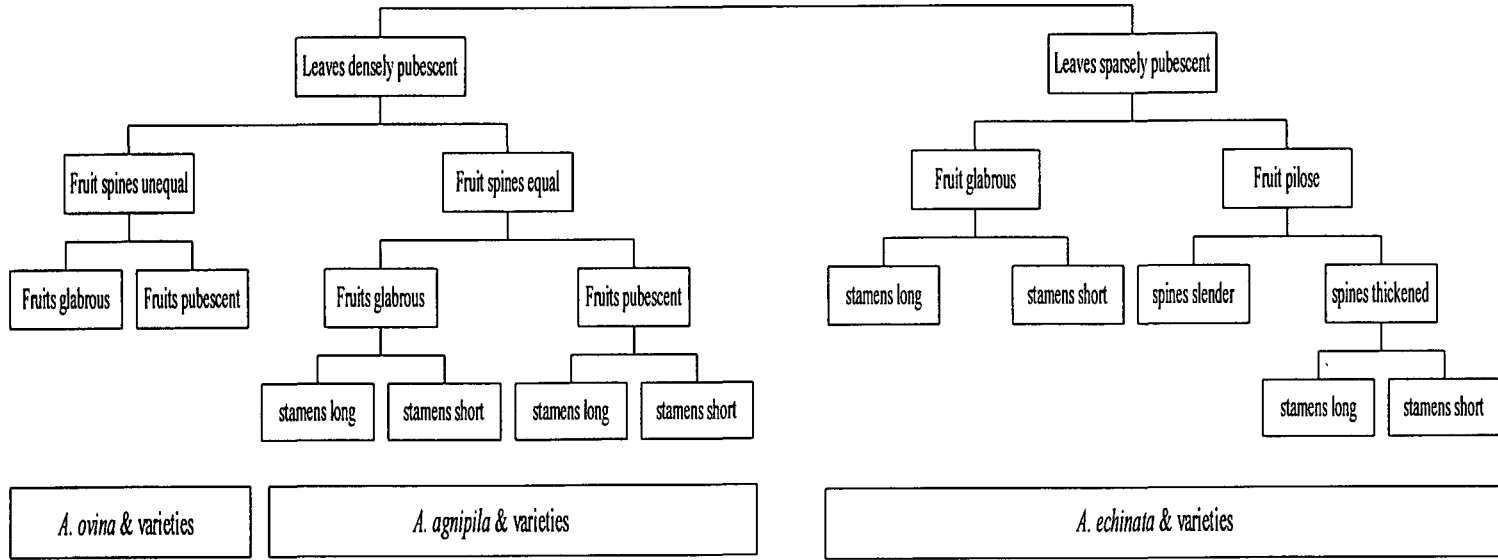 Leaves densely pubescent
Leaves sparsely pubescent
Fruit spines unequal
Fruit spines equal
Fruit glabrous
Fruit pilose
Fruits glabrous
Fruits pubescent
Fruits glabrous
Fruits pubescent
stamens long
stamens short
spines slender
spines thickened
stamens long
stamens short
stamens long
stamens short
stamens long
stamens short
A. ovina & varieties
A. agnipila & varieties
A. echinata & varieties